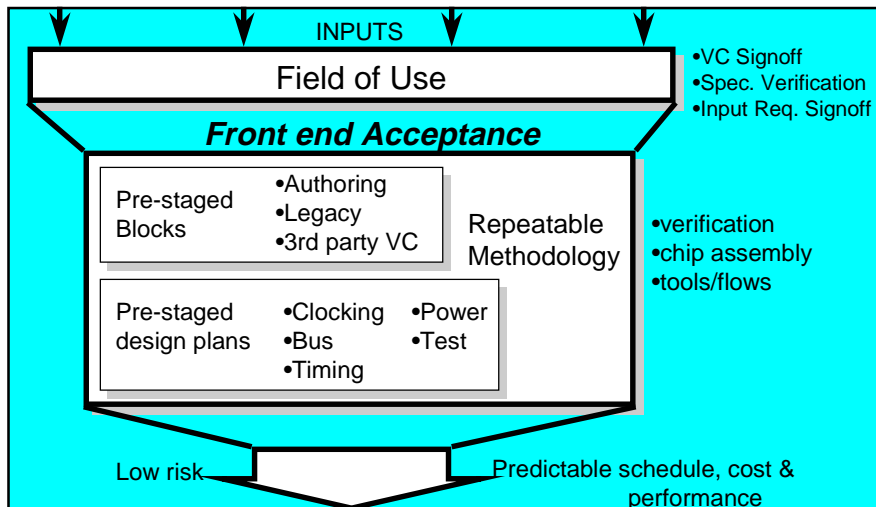 INPUTS
Field of Use
•VC Signoff
•Spec. Verification
•Input Req. Signoff
Front end Acceptance
Pre-staged
Blocks
•Authoring
•Legacy
•3rd party VC
Repeatable
Methodology
•verification
•chip assembly
•tools/flows
Pre-staged
design plans
•Clocking
•Bus
•Timing
•Power
•Test
Low risk
Predictable schedule, cost &
performance